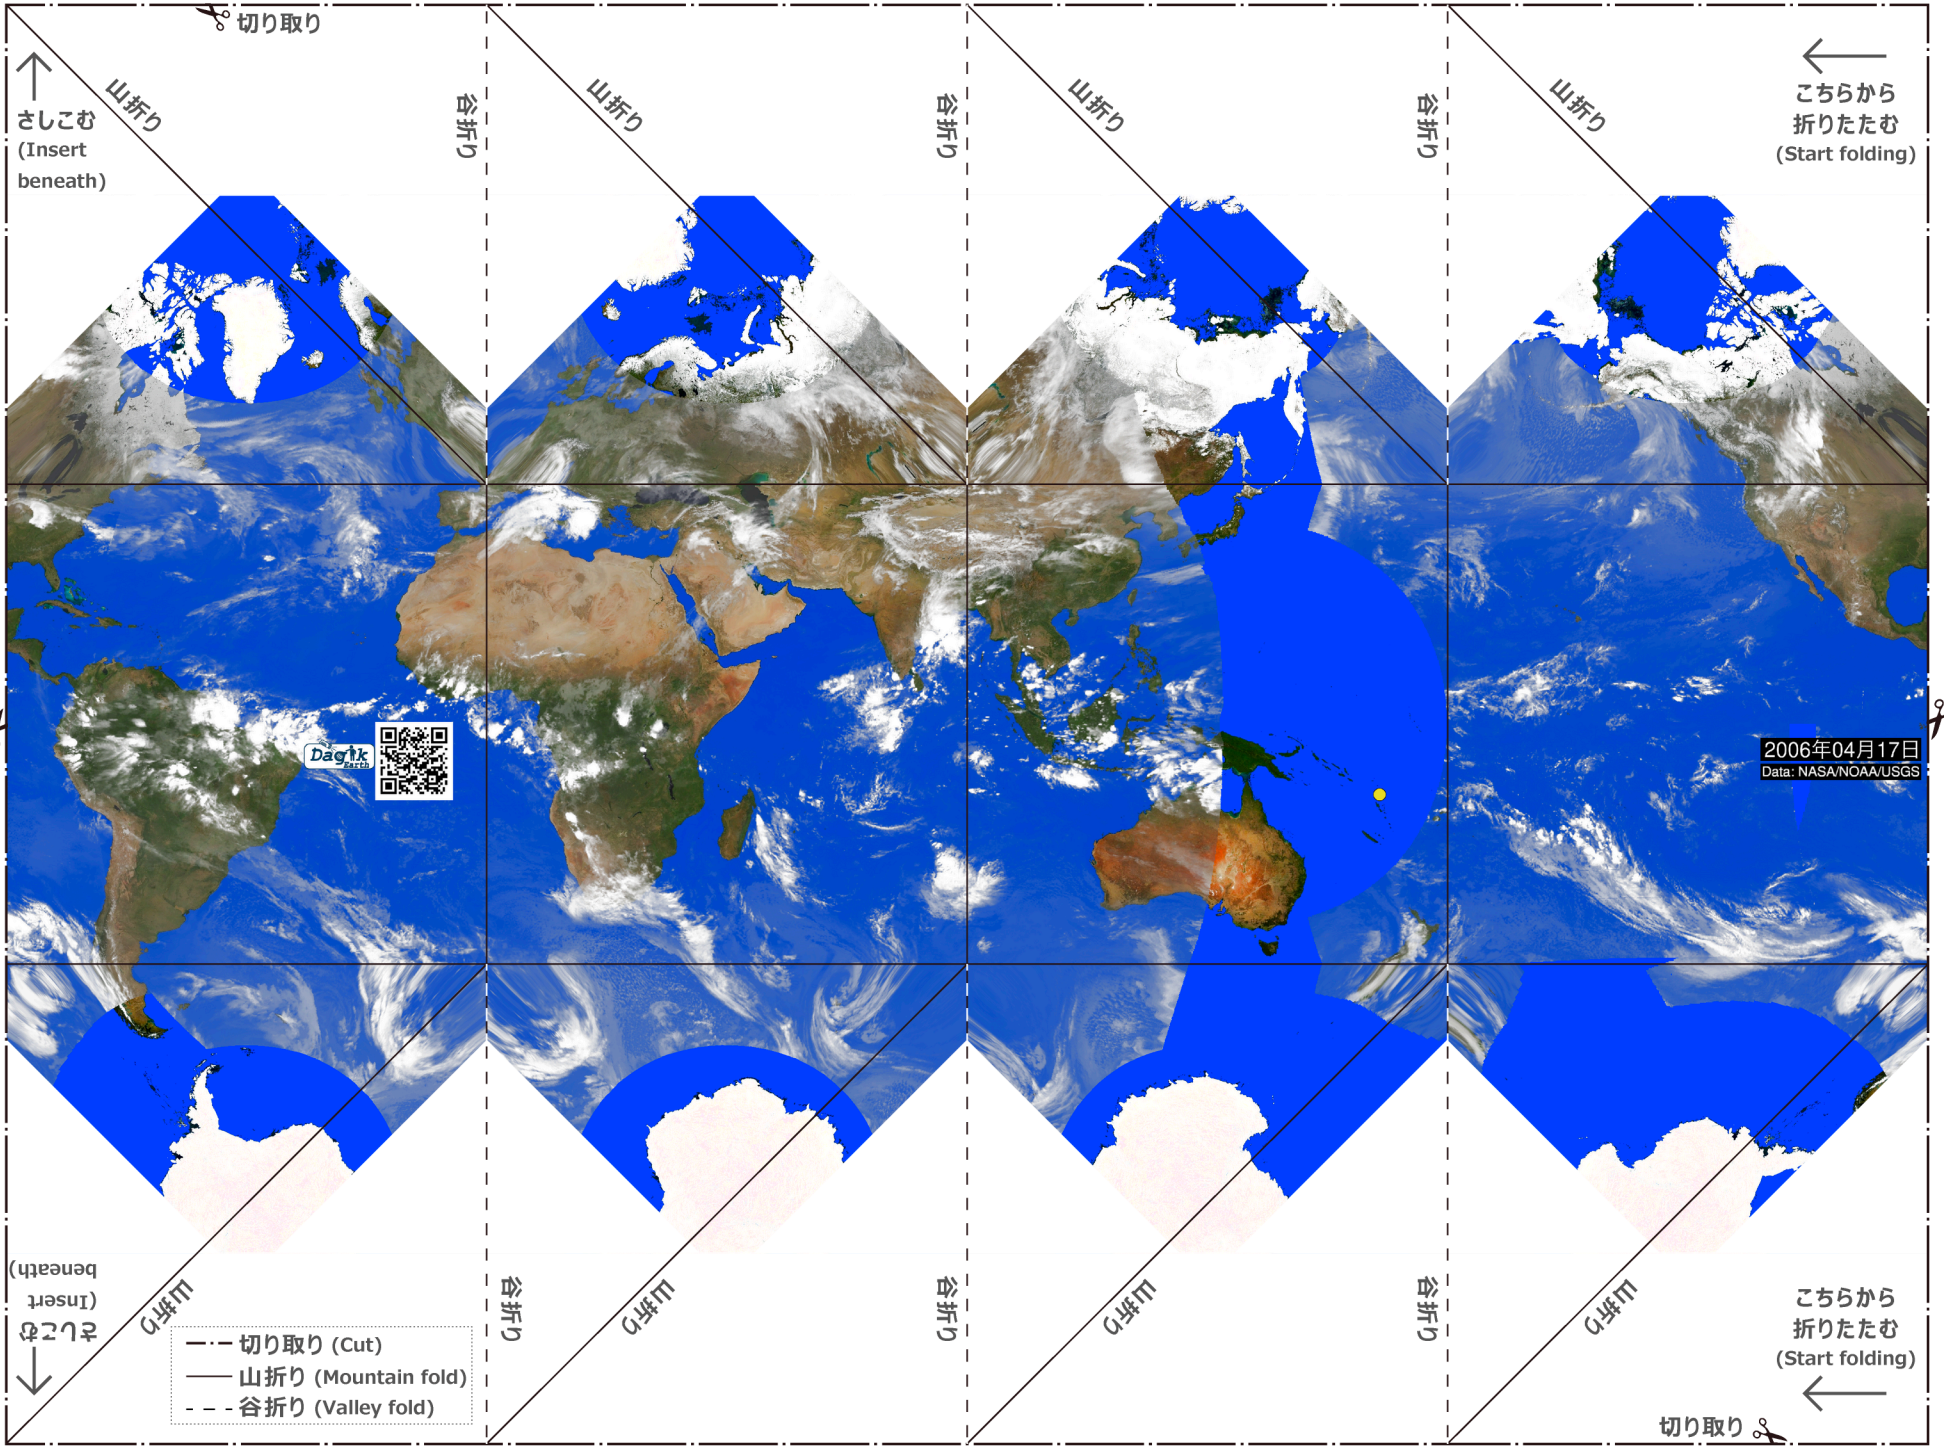 切り取り
山折り
谷折り
山折り
谷折り
山折り
谷折り
山折り
さしこむ
(Insert
beneath)
こちらから
折りたたむ
(Start folding)
Dagik
Earth
2006年04月17日
Data: NASA/NOAA/USGS
さしこむ
(Insert
beneath)
山折り
谷折り
山折り
谷折り
山折り
谷折り
山折り
こちらから
折りたたむ
(Start folding)
切り取り (Cut)
山折り (Mountain fold)
谷折り (Valley fold)
切り取り